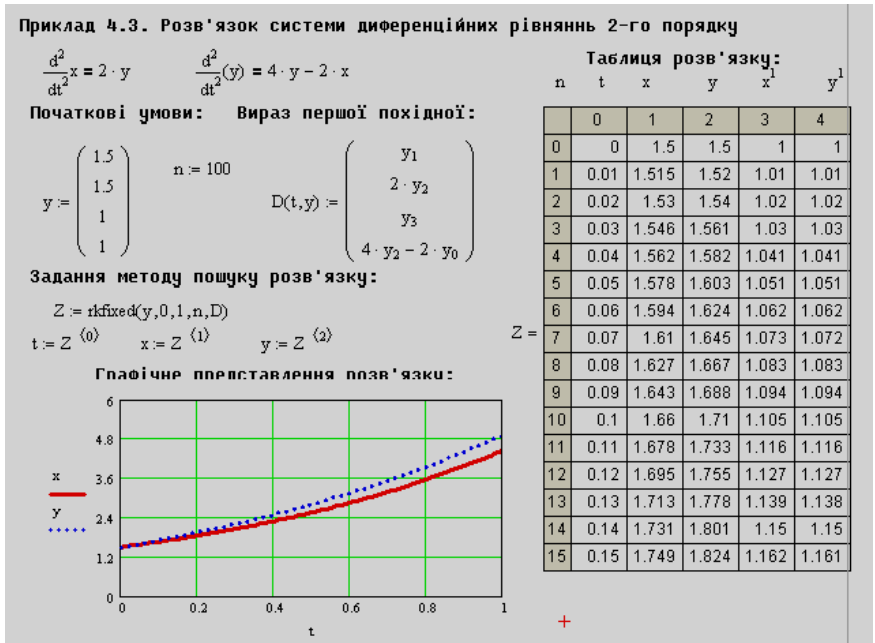 Приклад 4.3. Розв'язок системи диференційних рівняннь 2-го порядку
d²/dt² x = 2 · y    d²/dt² (y) = 4 · y − 2 · x
Початкові умови:    Вираз першої похідної:
y := (1.5 1.5 1 1)    n := 100    D(t,y) := (y₁ 2 · y₂ y₃ 4 · y₂ − 2 · y₀)
Задання методу пошуку розв'язку:
Z := rkfixed(y,0,1,n,D)
t := Z ⟨0⟩    x := Z ⟨1⟩    y := Z ⟨2⟩
Графічне представлення розв'язки:
6
4.8
3.6
2.4
1.2
0
x
y
0 0.2 0.4 0.6 0.8 1
t
Таблиця розв'язку:
n t x y x¹ y¹
Z =
0 1 2 3 4
0 0 1.5 1.5 1 1
1 0.01 1.515 1.52 1.01 1.01
2 0.02 1.53 1.54 1.02 1.02
3 0.03 1.546 1.561 1.03 1.03
4 0.04 1.562 1.582 1.041 1.041
5 0.05 1.578 1.603 1.051 1.051
6 0.06 1.594 1.624 1.062 1.062
7 0.07 1.61 1.645 1.073 1.072
8 0.08 1.627 1.667 1.083 1.083
9 0.09 1.643 1.688 1.094 1.094
10 0.1 1.66 1.71 1.105 1.105
11 0.11 1.678 1.733 1.116 1.116
12 0.12 1.695 1.755 1.127 1.127
13 0.13 1.713 1.778 1.139 1.138
14 0.14 1.731 1.801 1.15 1.15
15 0.15 1.749 1.824 1.162 1.161